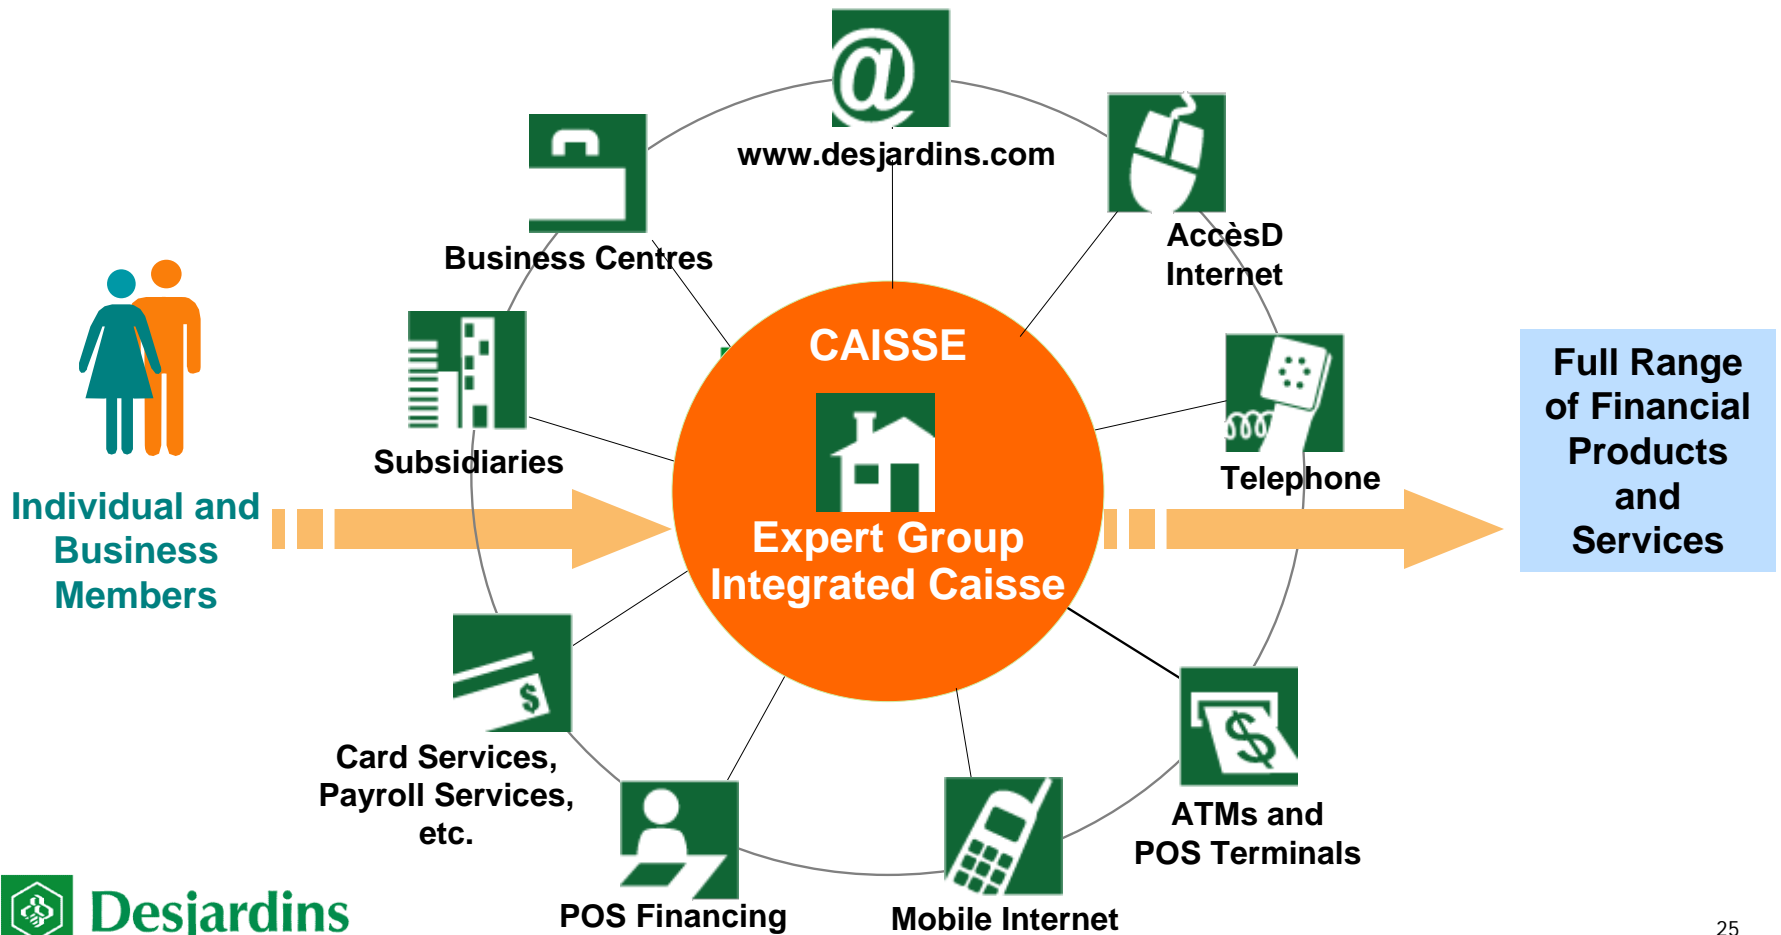 www.desjardins.com
AccèsD
Internet
Business Centres
CAISSE
Expert Group
Integrated Caisse
Subsidiaries
Telephone
Individual and
Business
Members
Full Range
of Financial
Products
and
Services
Card Services,
Payroll Services,
etc.
$
$
ATMs and
POS Terminals
POS Financing
Mobile Internet
@
Desjardins
25